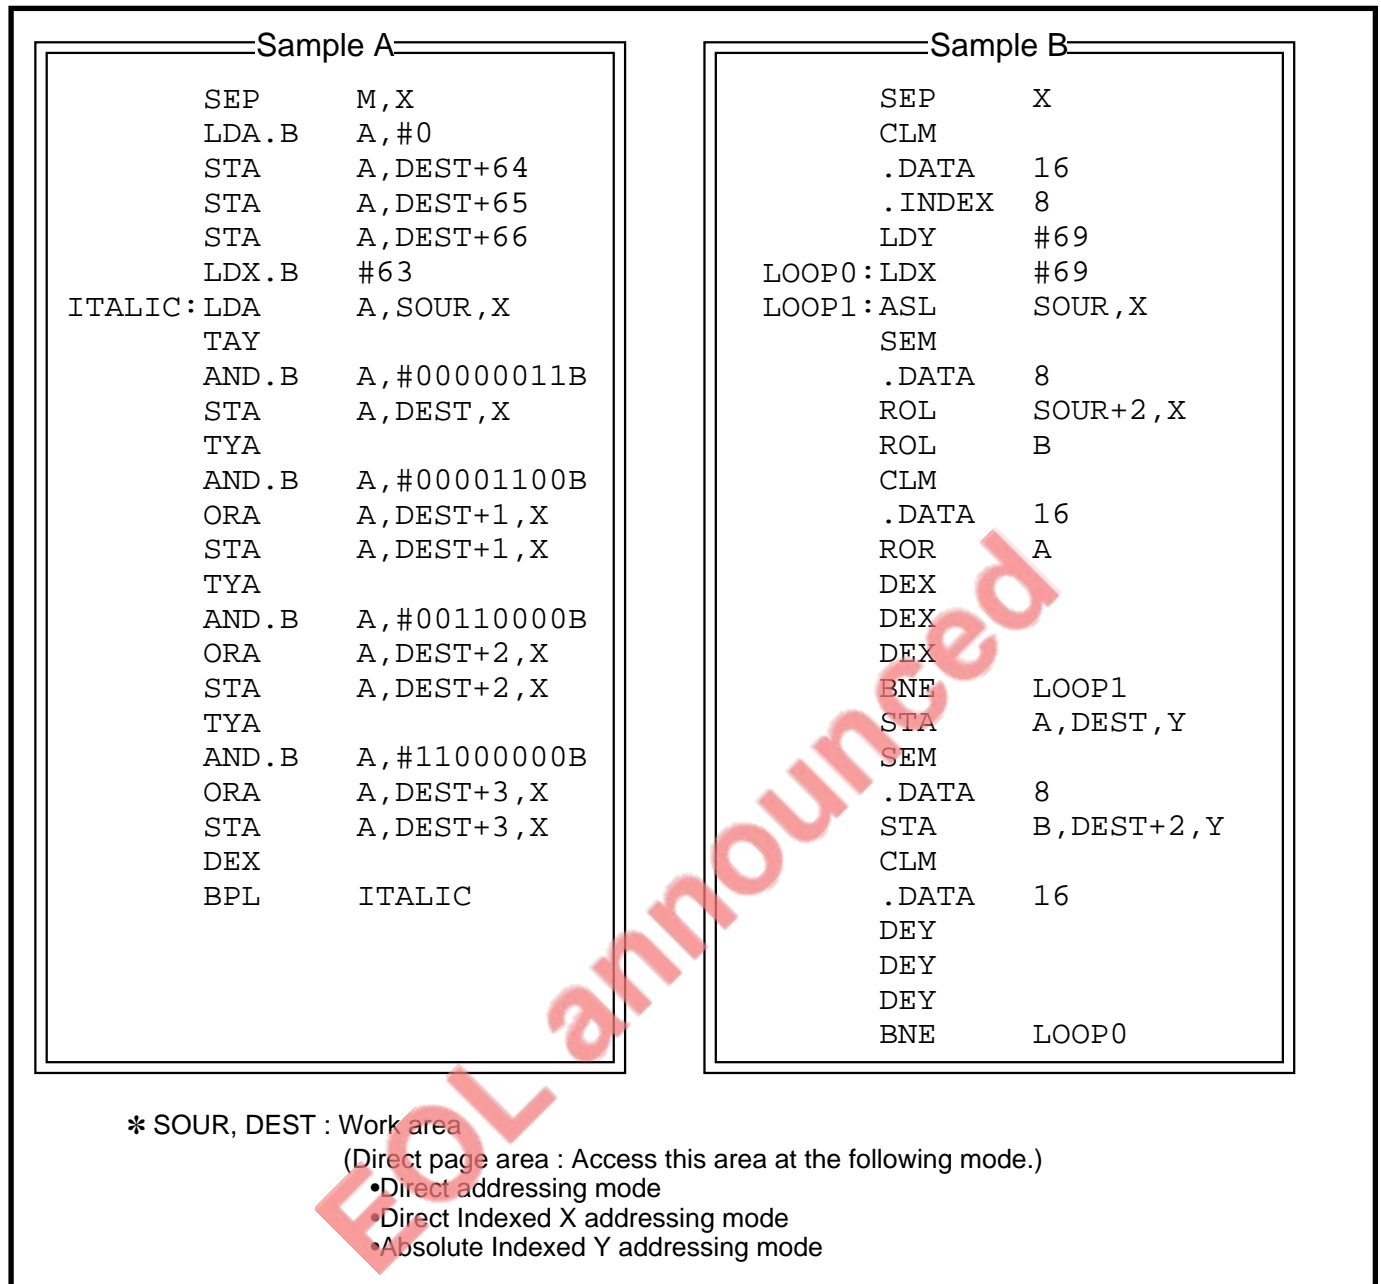 Sample A
SEP M,X
LDA.B A,#0
STA A,DEST+64
STA A,DEST+65
STA A,DEST+66
LDX.B #63
ITALIC: LDA A,SOUR,X
TAY
AND.B A,#00000011B
STA A,DEST,X
TYA
AND.B A,#00001100B
ORA A,DEST+1,X
STA A,DEST+1,X
TYA
AND.B A,#00110000B
ORA A,DEST+2,X
STA A,DEST+2,X
TYA
AND.B A,#11000000B
ORA A,DEST+3,X
STA A,DEST+3,X
DEX
BPL ITALIC
Sample B
SEP X
CLM
.DATA 16
.INDEX 8
LDY #69
LOOP0: LDX #69
LOOP1: ASL SOUR,X
SEM
.DATA 8
ROL SOUR+2,X
ROL B
CLM
.DATA 16
ROR A
DEX
DEX
DEX
BNE LOOP1
STA A,DEST,Y
SEM
.DATA 8
STA B,DEST+2,Y
CLM
.DATA 16
DEY
DEY
DEY
BNE LOOP0
✽ SOUR, DEST : Work area
(Direct page area : Access this area at the following mode.)
•Direct addressing mode
•Direct Indexed X addressing mode
•Absolute Indexed Y addressing mode
EOL announced